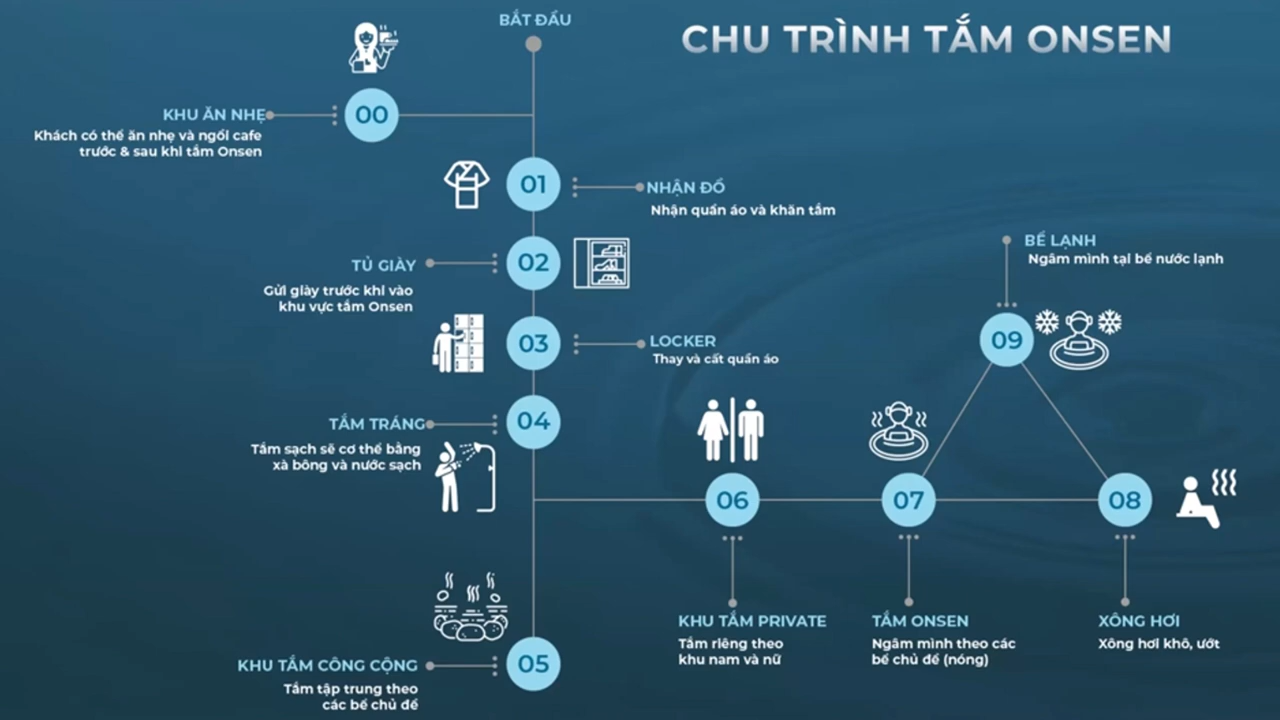 BẮT ĐẦU
CHU TRÌNH TẮM ONSEN
00
KHU ĂN NHẸ
Khách có thể ăn nhẹ và ngồi cafe
trước & sau khi tắm Onsen
01
NHẬN ĐỒ
Nhận quần áo và khăn tắm
02
TỦ GIÀY
Gửi giày trước khi vào
khu vực tắm Onsen
03
LOCKER
Thay và cất quần áo
04
TẮM TRÁNG
Tắm sạch sẽ cơ thể bằng
xà bông và nước sạch
05
KHU TẮM CÔNG CỘNG
Tắm tập trung theo
các bể chủ đề
06
KHU TẮM PRIVATE
Tắm riêng theo
khu nam và nữ
07
TẮM ONSEN
Ngâm mình theo các
bể chủ đề (nóng)
08
XÔNG HƠI
Xông hơi khô, ướt
09
BỂ LẠNH
Ngâm mình tại bể nước lạnh